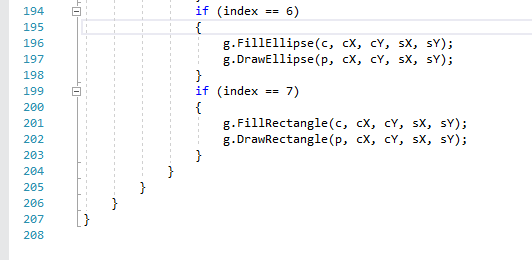 194 if (index == 6)
195 {
196 g.FillEllipse(c, cX, cY, sX, sY);
197 g.DrawEllipse(p, cX, cY, sX, sY);
198 }
199 if (index == 7)
200 {
201 g.FillRectangle(c, cX, cY, sX, sY);
202 g.DrawRectangle(p, cX, cY, sX, sY);
203 }
204 }
205 }
206 }
207 }
208